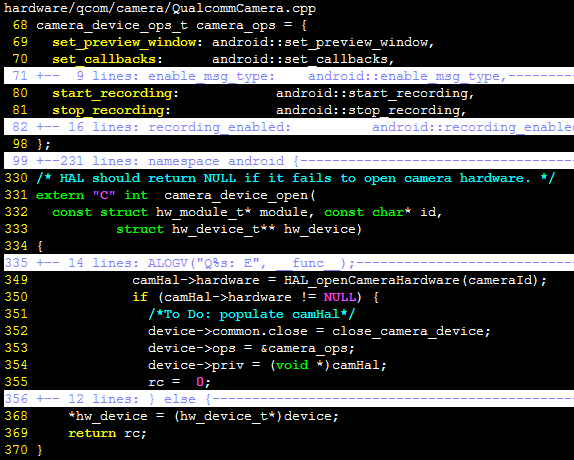 hardware/qcom/camera/QualcommCamera.cpp
68 camera_device_ops_t camera_ops = {
69   set_preview_window: android::set_preview_window,
70   set_callbacks:      android::set_callbacks,
71 +---  9 lines: enable_msg_type:    android::enable_msg_type,--------
80   start_recording:            android::start_recording,
81   stop_recording:             android::stop_recording,
82 +-- 16 lines: recording_enabled:          android::recording_enabled
98 };
99 +--231 lines: namespace android {----------------------------------
330 /* HAL should return NULL if it fails to open camera hardware. */
331 extern "C" int  camera_device_open(
332   const struct hw_module_t* module, const char* id,
333           struct hw_device_t** hw_device)
334 {
335 +-- 14 lines: ALOGV("Q%s: E", __func__);---------------------------
349             camHal->hardware = HAL_openCameraHardware(cameraId);
350             if (camHal->hardware != NULL) {
351               /*To Do: populate camHal*/
352               device->common.close = close_camera_device;
353               device->ops = &camera_ops;
354               device->priv = (void *)camHal;
355               rc =  0;
356 +-- 12 lines: } else {---------------------------------------------
368     *hw_device = (hw_device_t*)device;
369     return rc;
370 }